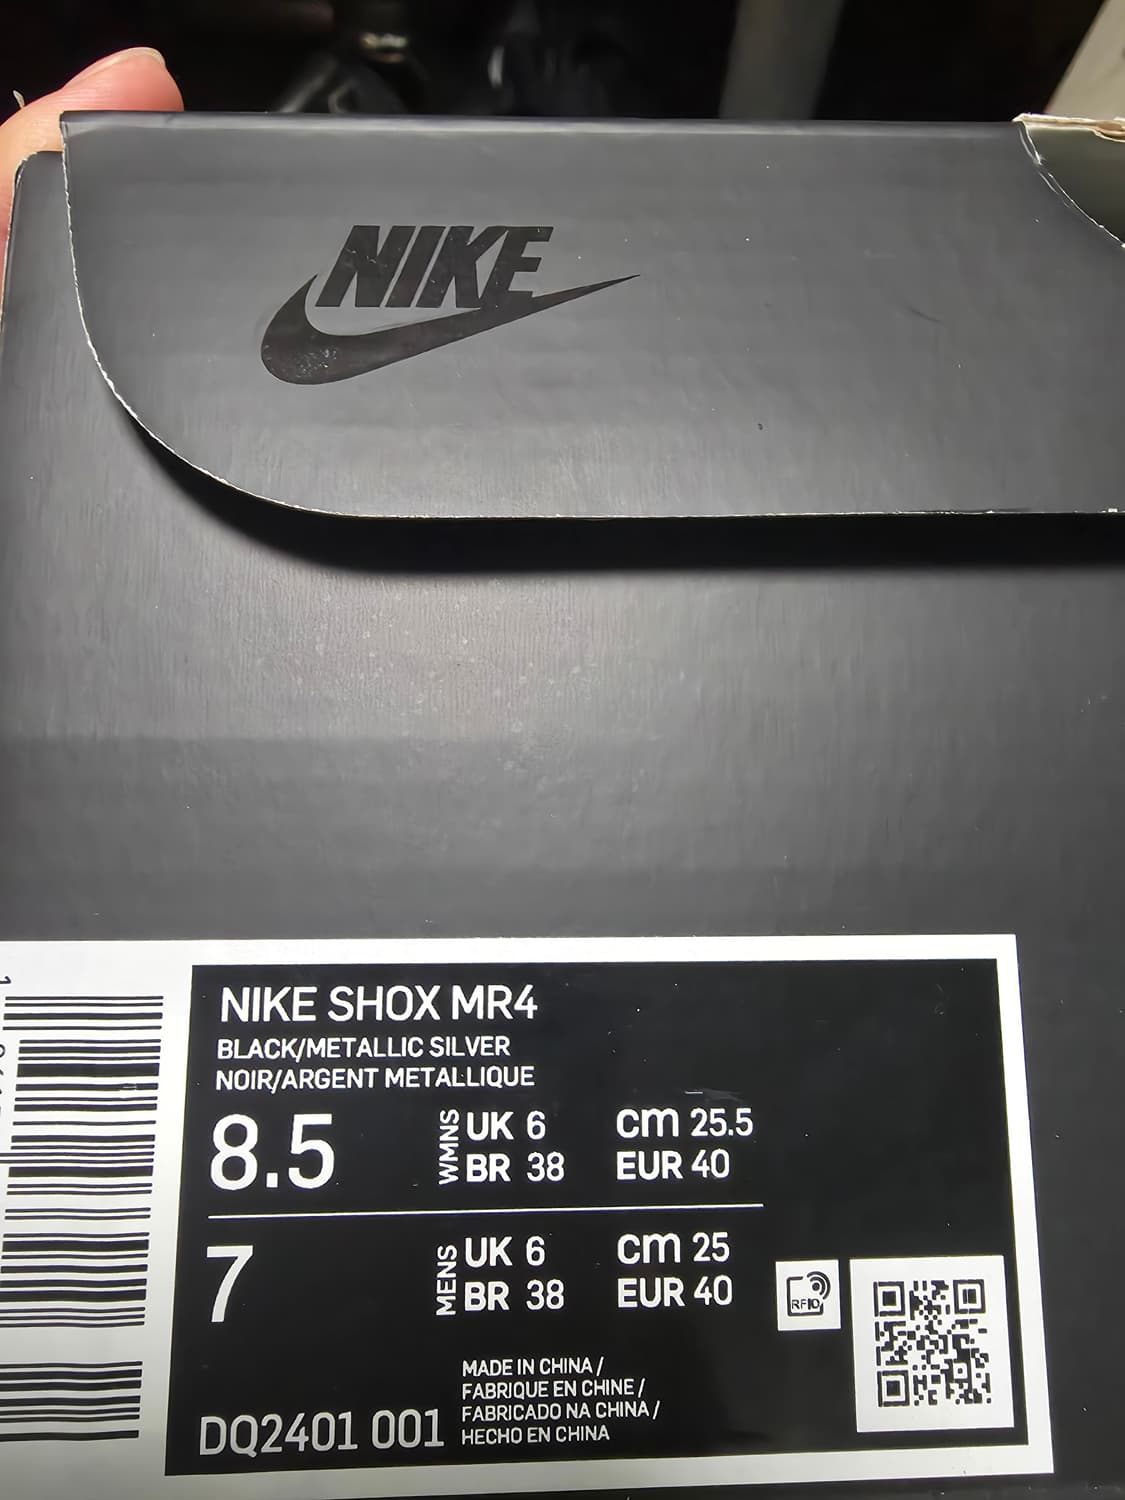 NIKE
NIKE SHOX MR4
BLACK/METALLIC SILVER
NOIR/ARGENT METALLIQUE
8.5 WMNS UK 6 cm 25.5
BR 38 EUR 40
7 MENS UK 6 cm 25
BR 38 EUR 40
RFID
MADE IN CHINA /
FABRIQUE EN CHINE /
FABRICADO NA CHINA /
HECHO EN CHINA
DQ2401 001